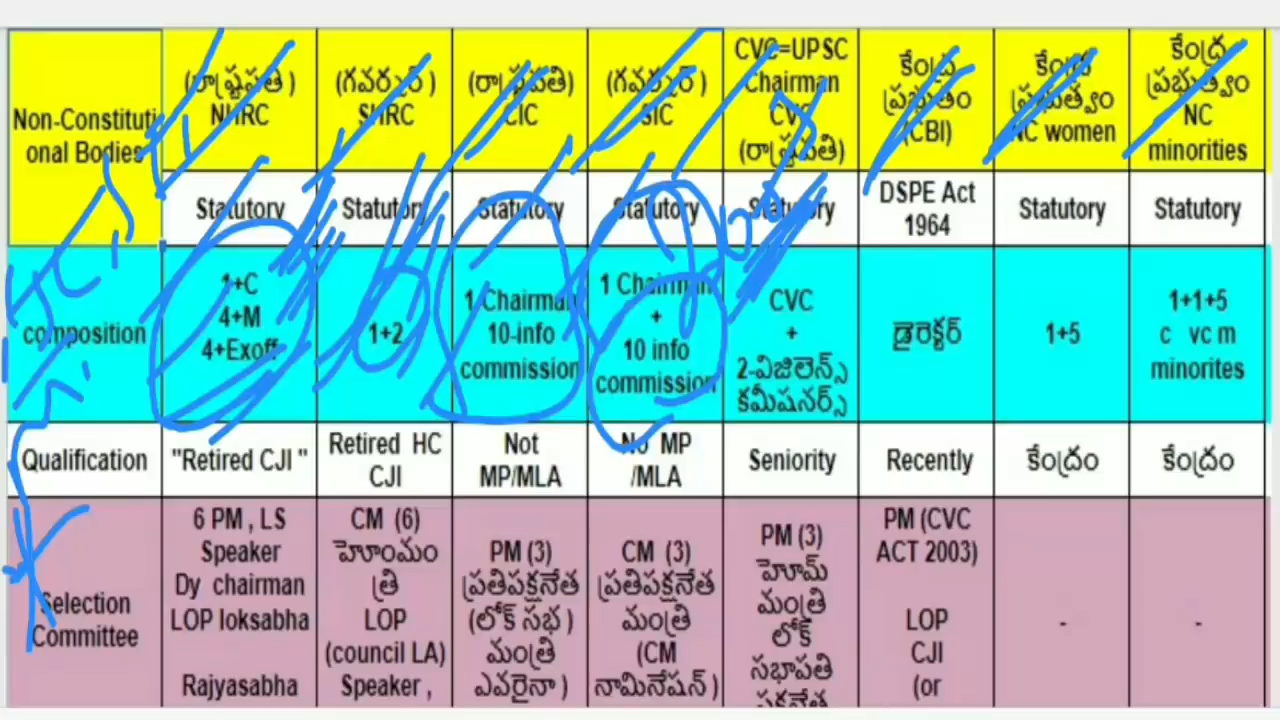 Non-Constituti
onal Bodies
(రాష్ట్రపతి)
NHRC
(గవర్నర్)
SHRC
(రాష్ట్రపతి)
CIC
(గవర్నర్)
SIC
CVC=UPSC
Chairman
CVC
(రాష్ట్రపతి)
కేంద్ర
ప్రభుత్వం
(CBI)
కేంద్ర
ప్రభుత్వం
NC women
కేంద్ర
ప్రభుత్వం
NC
minorities
Statutory
Statutory
Statutory
Statutory
Statutory
DSPE Act
1964
Statutory
Statutory
composition
1+C
4+M
4+Exoff
1+2
1 Chairman
10-info
commission
1 Chairman
+
10 info
commission
CVC
+
2-విజిలెన్స్
కమీషనర్స్
డైరెక్టర్
1+5
1+1+5
c vc m
minorites
Qualification
"Retired CJI "
Retired HC
CJI
Not
MP/MLA
No MP
/MLA
Seniority
Recently
కేంద్రం
కేంద్రం
Selection
Committee
6 PM , LS
Speaker
Dy chairman
LOP loksabha
Rajyasabha
CM (6)
హెూంమం
త్రి
LOP
(council LA)
Speaker ,
PM (3)
ప్రతిపక్షనేత
(లోక్ సభ )
మంత్రి
ఎవరైనా )
CM (3)
ప్రతిపక్షనేత
మంత్రి
(CM
నామినేషన్ )
PM (3)
హెూమ్
మంత్రి
లోక్
సభాపతి
PM (CVC
ACT 2003)
LOP
CJI
(or
-
-